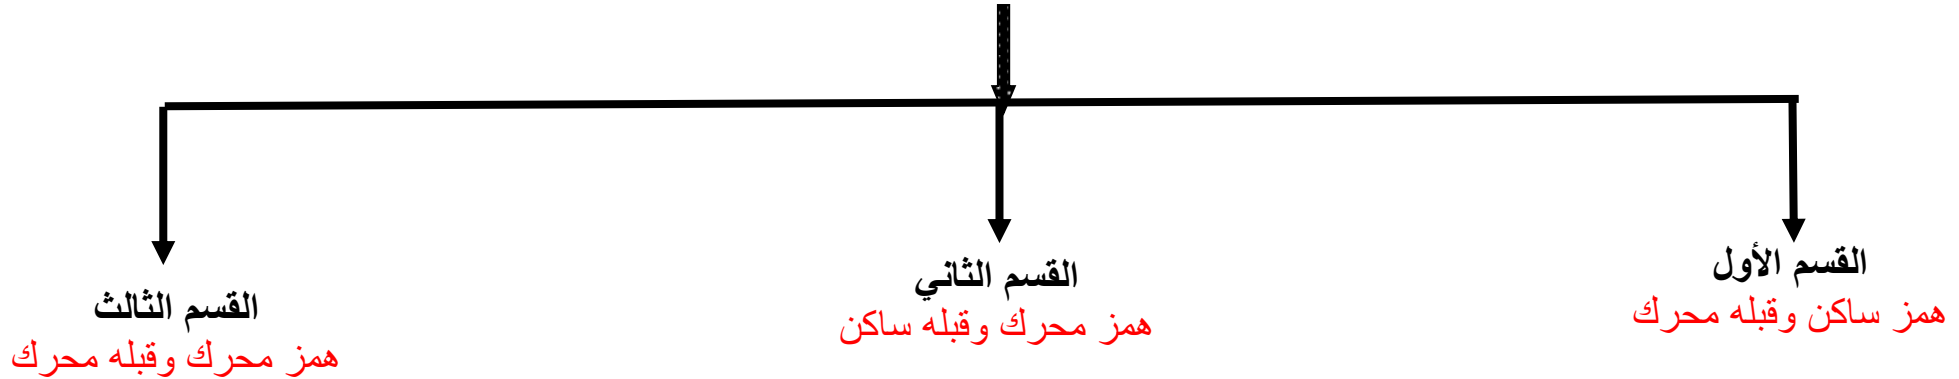 القسم الأول
همز ساكن وقبله محرك
القسم الثاني
همز محرك وقبله ساكن
القسم الثالث
همز محرك وقبله محرك